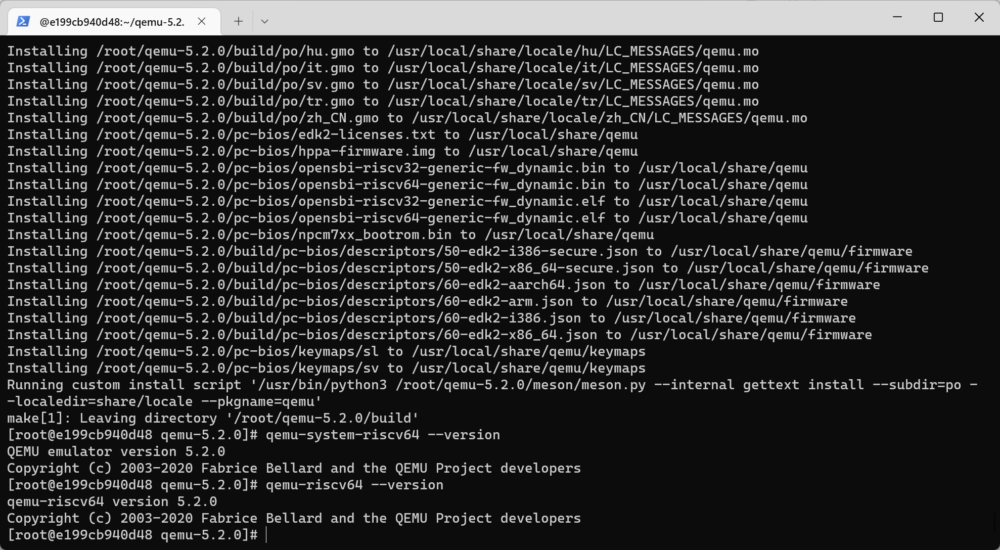 @e199cb940d48:~/qemu-5.2.
Installing /root/qemu-5.2.0/build/po/hu.gmo to /usr/local/share/locale/hu/LC_MESSAGES/qemu.mo
Installing /root/qemu-5.2.0/build/po/it.gmo to /usr/local/share/locale/it/LC_MESSAGES/qemu.mo
Installing /root/qemu-5.2.0/build/po/sv.gmo to /usr/local/share/locale/sv/LC_MESSAGES/qemu.mo
Installing /root/qemu-5.2.0/build/po/tr.gmo to /usr/local/share/locale/tr/LC_MESSAGES/qemu.mo
Installing /root/qemu-5.2.0/build/po/zh_CN.gmo to /usr/local/share/locale/zh_CN/LC_MESSAGES/qemu.mo
Installing /root/qemu-5.2.0/pc-bios/edk2-licenses.txt to /usr/local/share/qemu
Installing /root/qemu-5.2.0/pc-bios/hppa-firmware.img to /usr/local/share/qemu
Installing /root/qemu-5.2.0/pc-bios/opensbi-riscv32-generic-fw_dynamic.bin to /usr/local/share/qemu
Installing /root/qemu-5.2.0/pc-bios/opensbi-riscv64-generic-fw_dynamic.bin to /usr/local/share/qemu
Installing /root/qemu-5.2.0/pc-bios/opensbi-riscv32-generic-fw_dynamic.elf to /usr/local/share/qemu
Installing /root/qemu-5.2.0/pc-bios/opensbi-riscv64-generic-fw_dynamic.elf to /usr/local/share/qemu
Installing /root/qemu-5.2.0/pc-bios/npcm7xx_bootrom.bin to /usr/local/share/qemu
Installing /root/qemu-5.2.0/build/pc-bios/descriptors/50-edk2-i386-secure.json to /usr/local/share/qemu/firmware
Installing /root/qemu-5.2.0/build/pc-bios/descriptors/50-edk2-x86_64-secure.json to /usr/local/share/qemu/firmware
Installing /root/qemu-5.2.0/build/pc-bios/descriptors/60-edk2-aarch64.json to /usr/local/share/qemu/firmware
Installing /root/qemu-5.2.0/build/pc-bios/descriptors/60-edk2-arm.json to /usr/local/share/qemu/firmware
Installing /root/qemu-5.2.0/build/pc-bios/descriptors/60-edk2-i386.json to /usr/local/share/qemu/firmware
Installing /root/qemu-5.2.0/build/pc-bios/descriptors/60-edk2-x86_64.json to /usr/local/share/qemu/firmware
Installing /root/qemu-5.2.0/pc-bios/keymaps/sl to /usr/local/share/qemu/keymaps
Installing /root/qemu-5.2.0/pc-bios/keymaps/sv to /usr/local/share/qemu/keymaps
Running custom install script '/usr/bin/python3 /root/qemu-5.2.0/meson/meson.py --internal gettext install --subdir=po -
-localedir=share/locale --pkgname=qemu'
make[1]: Leaving directory '/root/qemu-5.2.0/build'
[root@e199cb940d48 qemu-5.2.0]# qemu-system-riscv64 --version
QEMU emulator version 5.2.0
Copyright (c) 2003-2020 Fabrice Bellard and the QEMU Project developers
[root@e199cb940d48 qemu-5.2.0]# qemu-riscv64 --version
qemu-riscv64 version 5.2.0
Copyright (c) 2003-2020 Fabrice Bellard and the QEMU Project developers
[root@e199cb940d48 qemu-5.2.0]#